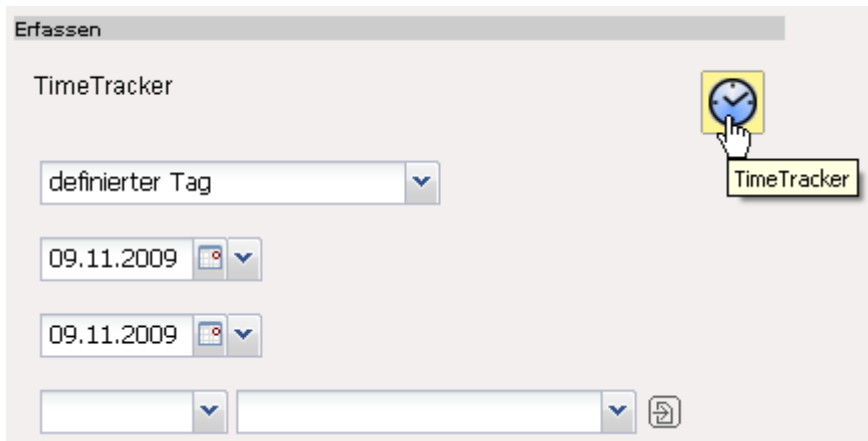 Erfassen
TimeTracker
TimeTracker
definierter Tag
09.11.2009
09.11.2009